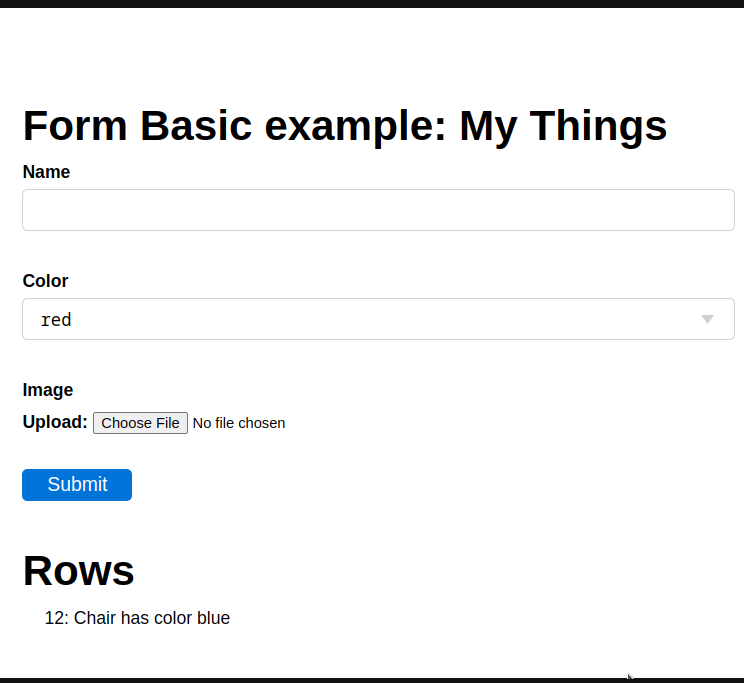 Form Basic example: My Things
Name
Color
red
Image
Upload: Choose File No file chosen
Submit
Rows
12: Chair has color blue